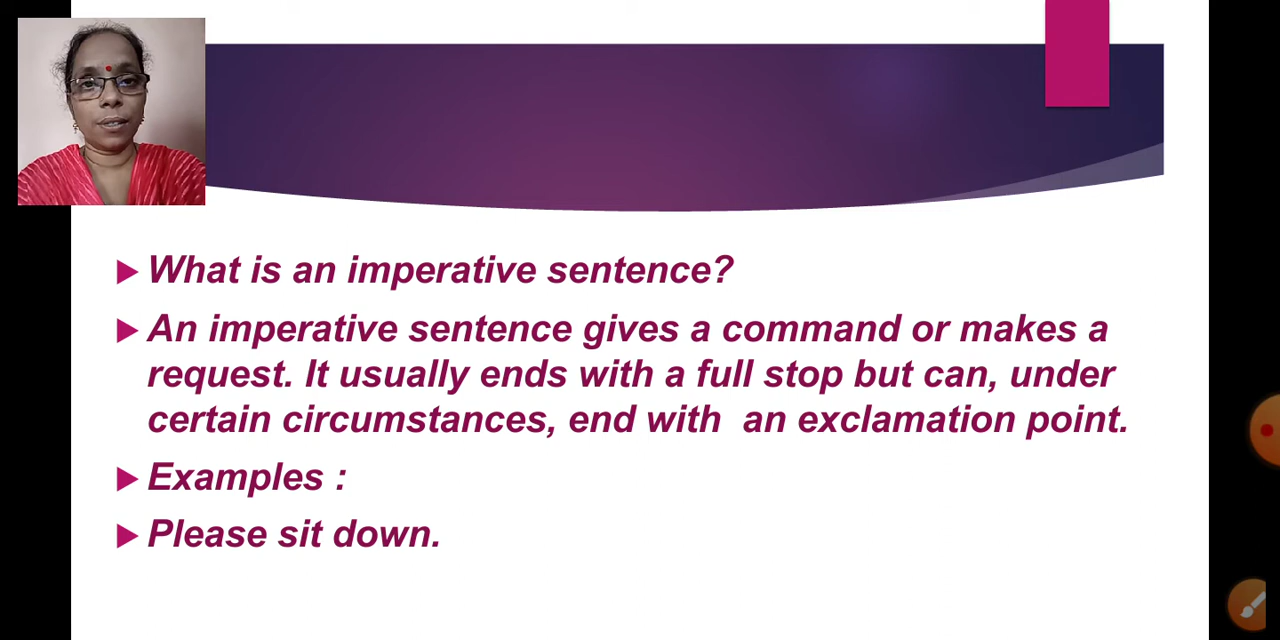 What is an imperative sentence?
An imperative sentence gives a command or makes a
request. It usually ends with a full stop but can, under
certain circumstances, end with an exclamation point.
Examples :
Please sit down.